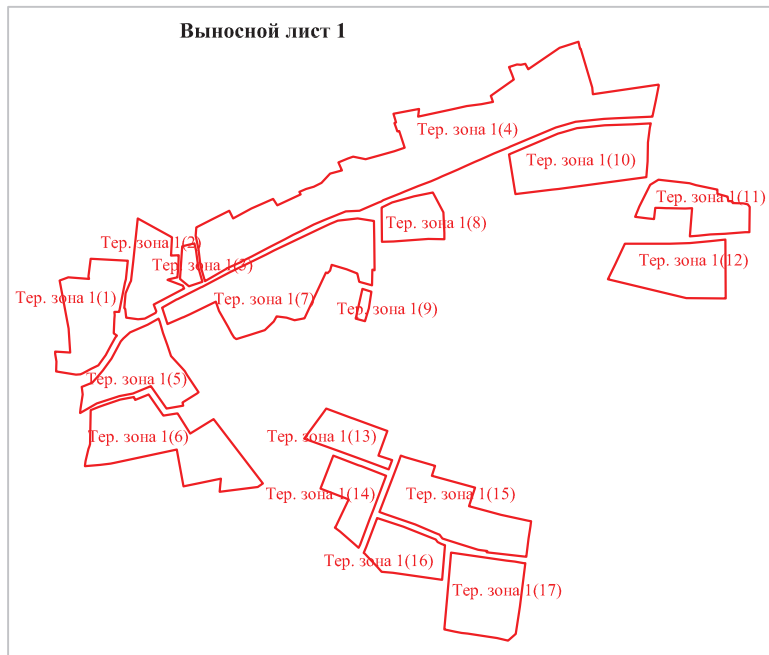 Выносной лист 1
Тер. зона 1(4)
Тер. зона 1(10)
Тер. зона 1(11)
Тер. зона 1(8)
Тер. зона 1(2)
Тер. зона 1(3)
Тер. зона 1(12)
Тер. зона 1(1)
Тер. зона 1(7)
Тер. зона 1(9)
Тер. зона 1(5)
Тер. зона 1(6)
Тер. зона 1(13)
Тер. зона 1(14)
Тер. зона 1(15)
Тер. зона 1(16)
Тер. зона 1(17)